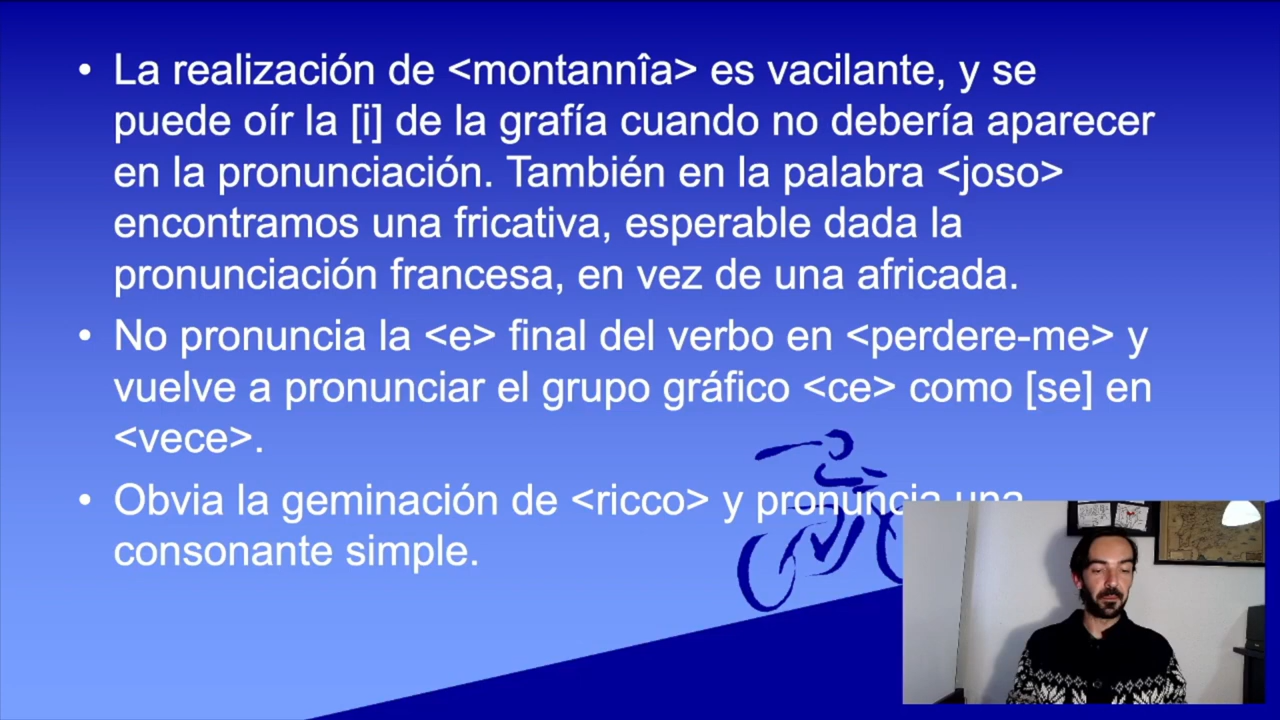 • La realización de <montannîa> es vacilante, y se
puede oír la [i] de la grafía cuando no debería aparecer
en la pronunciación. También en la palabra <joso>
encontramos una fricativa, esperable dada la
pronunciación francesa, en vez de una africada.
• No pronuncia la <e> final del verbo en <perdere-me> y
vuelve a pronunciar el grupo gráfico <ce> como [se] en
<vece>.
• Obvia la geminación de <ricco> y pronuncia una
consonante simple.